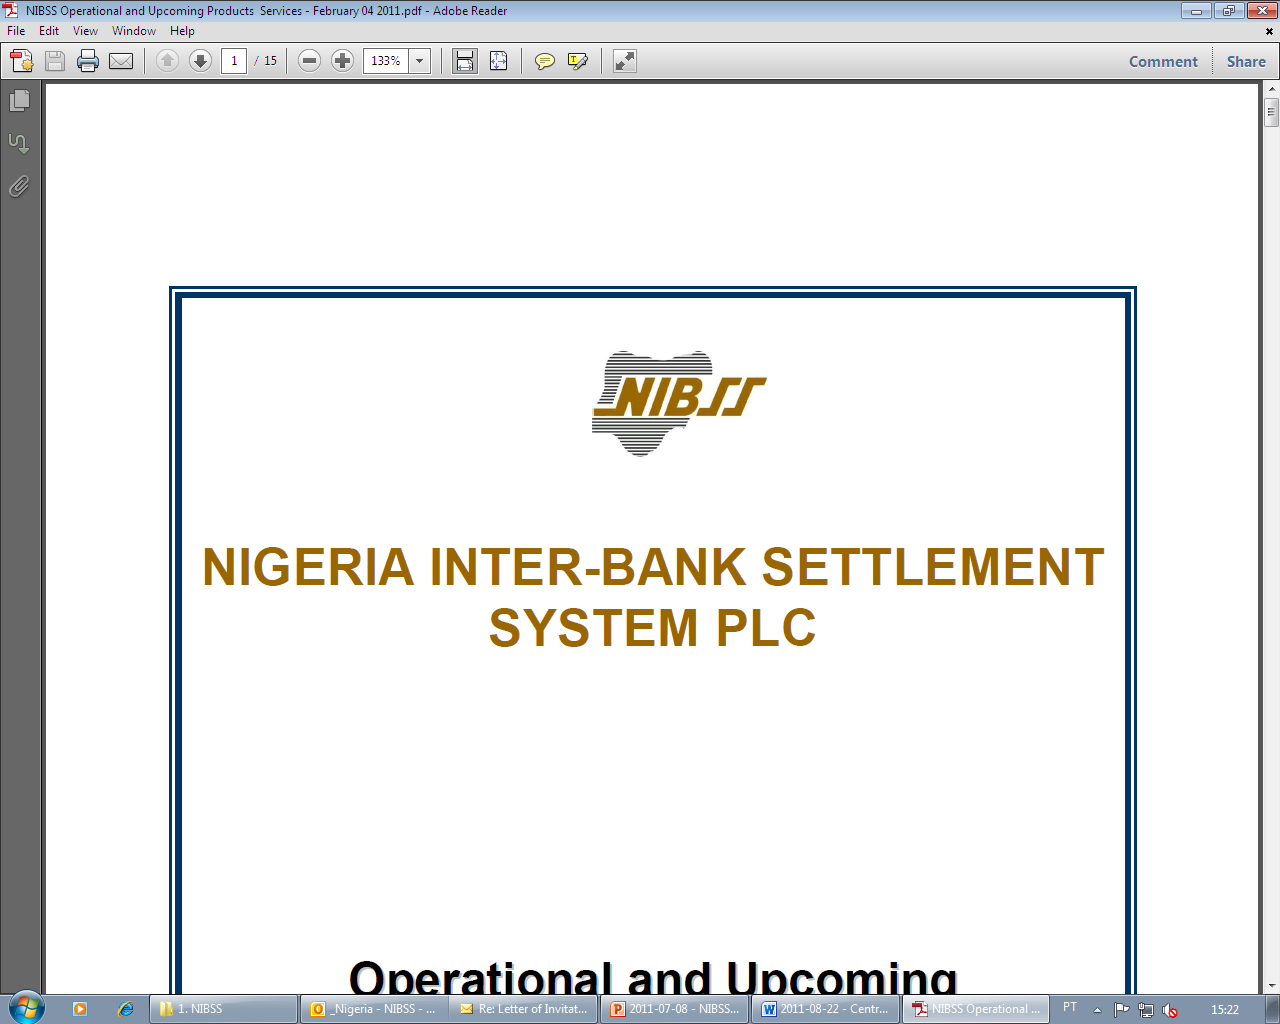 NIBSS Operational and Upcoming Products  Services - February 04 2011.pdf - Adobe Reader
File Edit View Window Help
1 / 15 133% Comment Share
NIBSS
NIGERIA INTER-BANK SETTLEMENT
SYSTEM PLC
Operational and Upcoming
1. NIBSS _Nigeria - NIBSS - ... Re: Letter of Invitat... 2011-07-08 - NIBSS... 2011-08-22 - Centr... NIBSS Operational ... PT 15:22